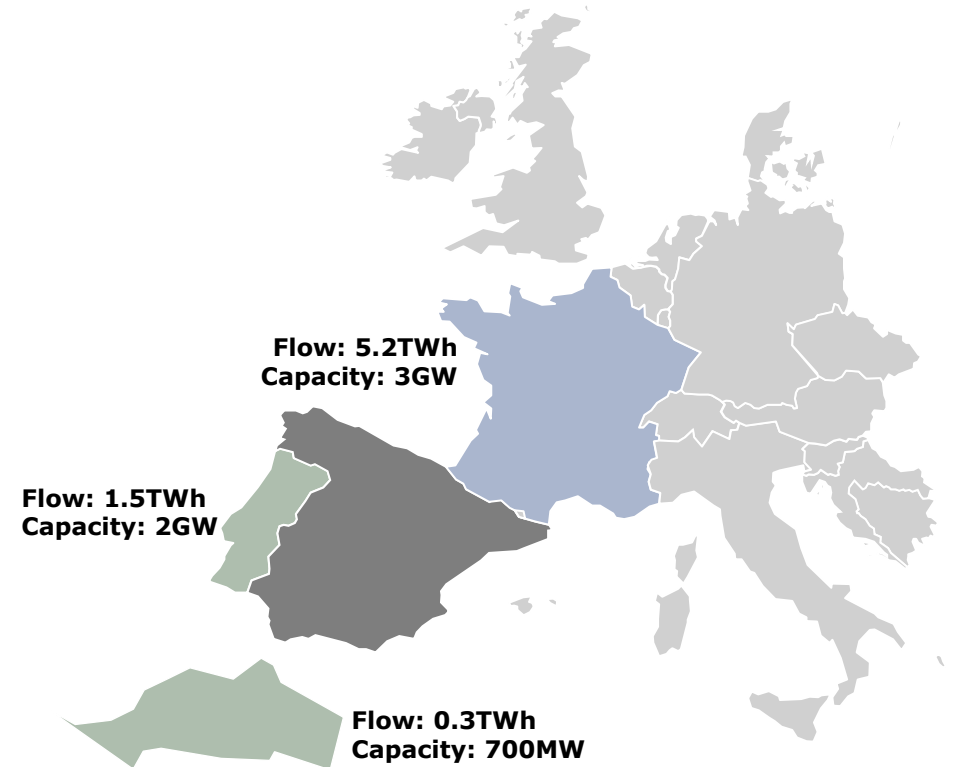 Flow: 5.2TWh
Capacity: 3GW
Flow: 1.5TWh
Capacity: 2GW
Flow: 0.3TWh
Capacity: 700MW